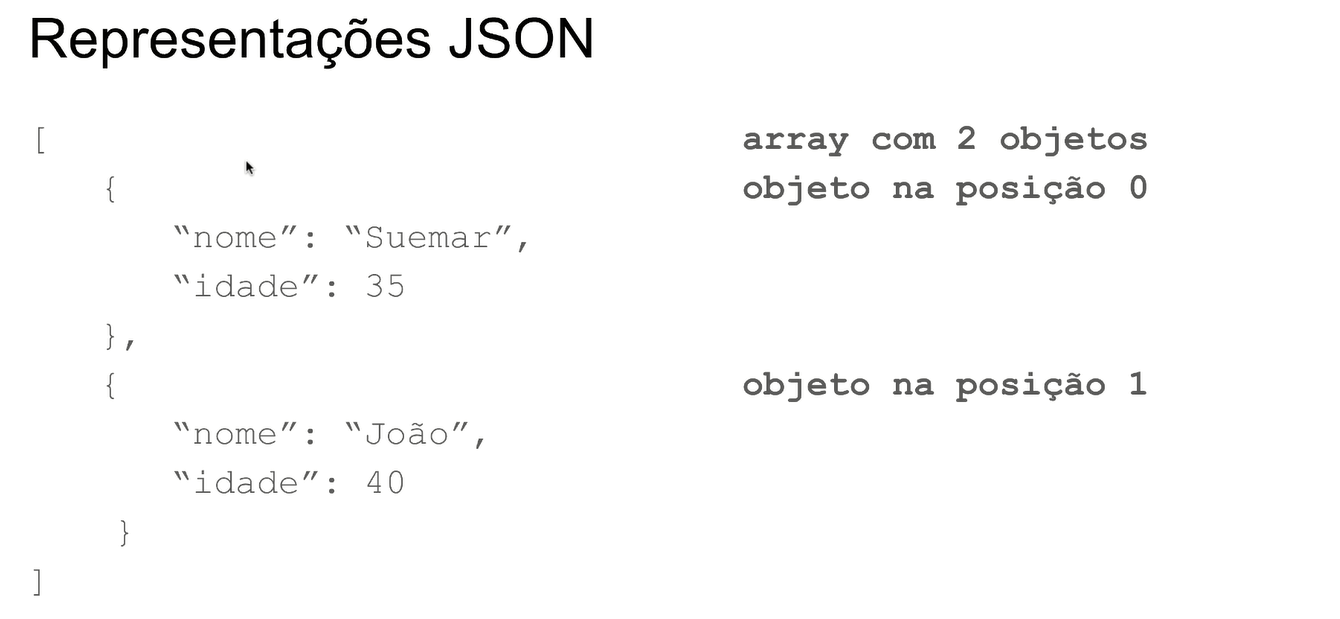 Representações JSON
[ array com 2 objetos
{ objeto na posição 0
“nome”: “Suemar”,
“idade”: 35
},
{ objeto na posição 1
“nome”: “João”,
“idade”: 40
}
]